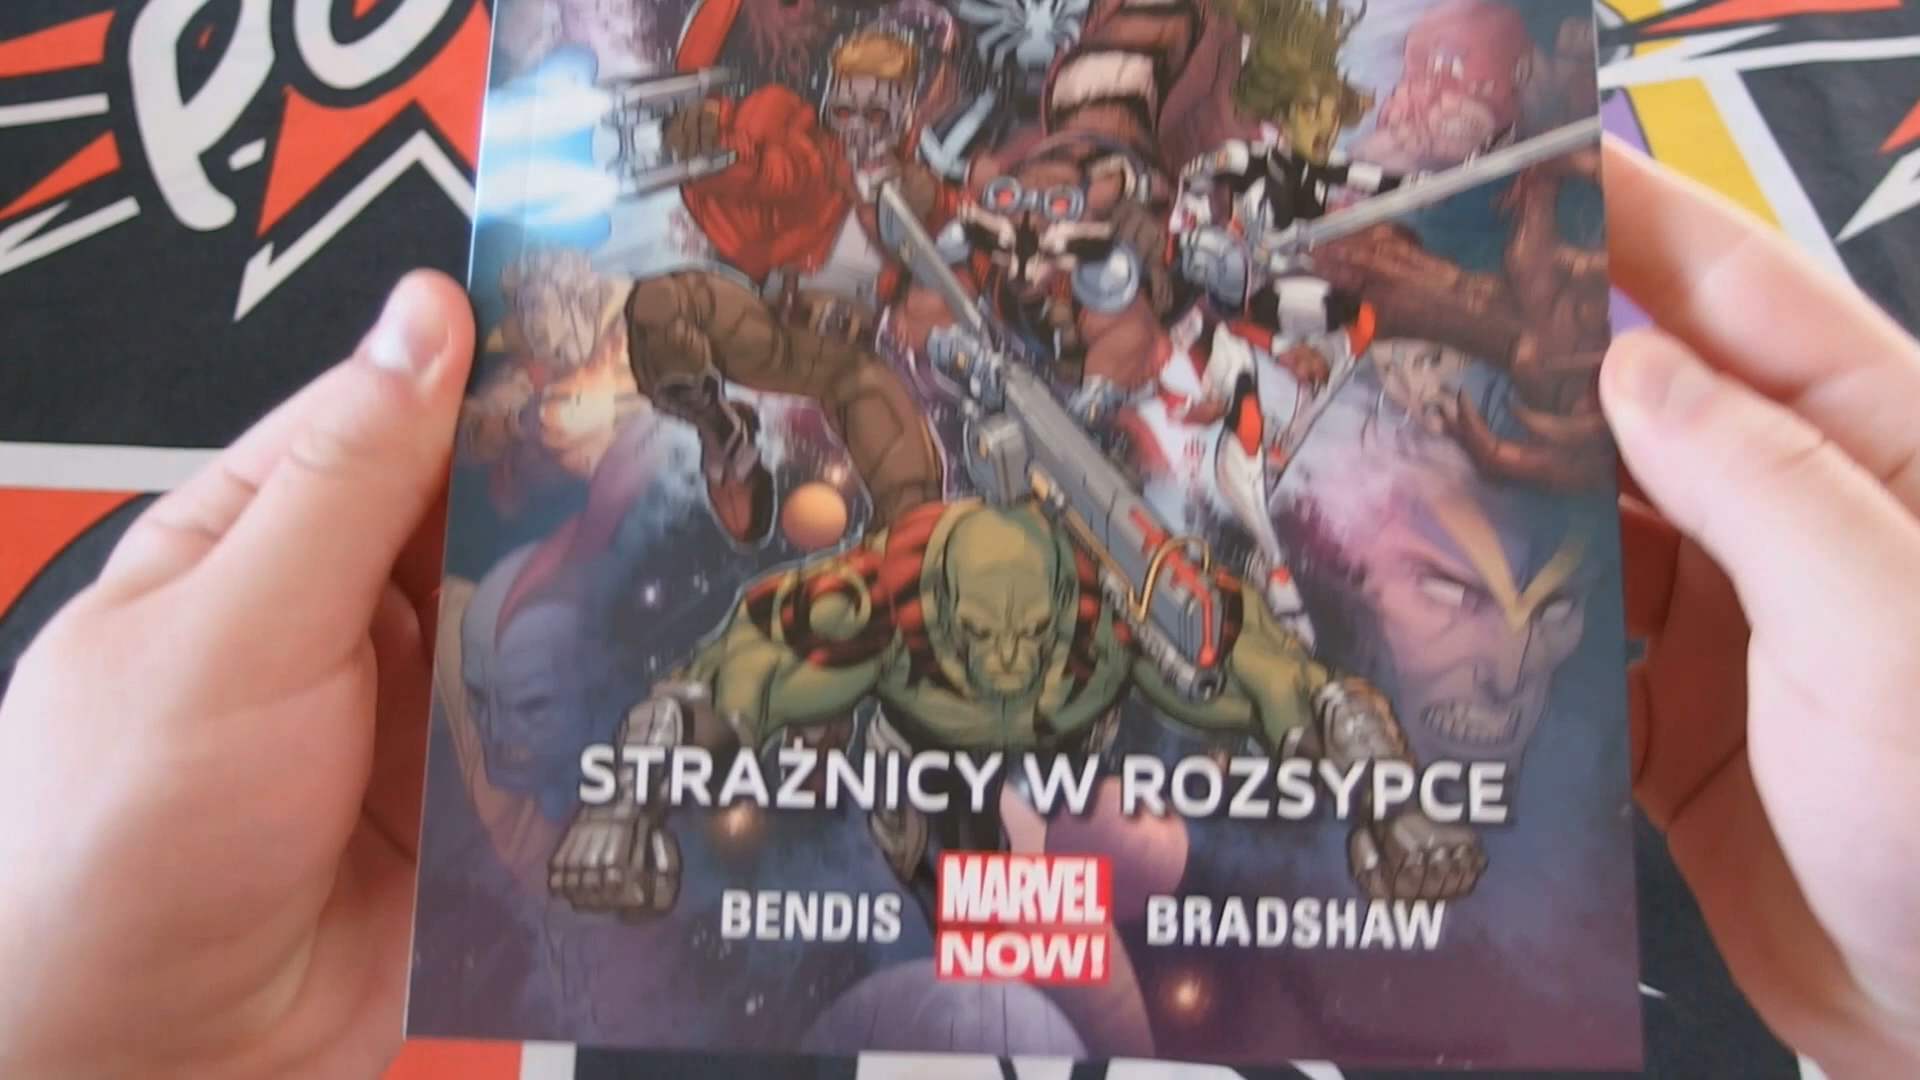 STRAŻNICY W ROZSYPCE
BENDIS
MARVEL
NOW!
BRADSHAW